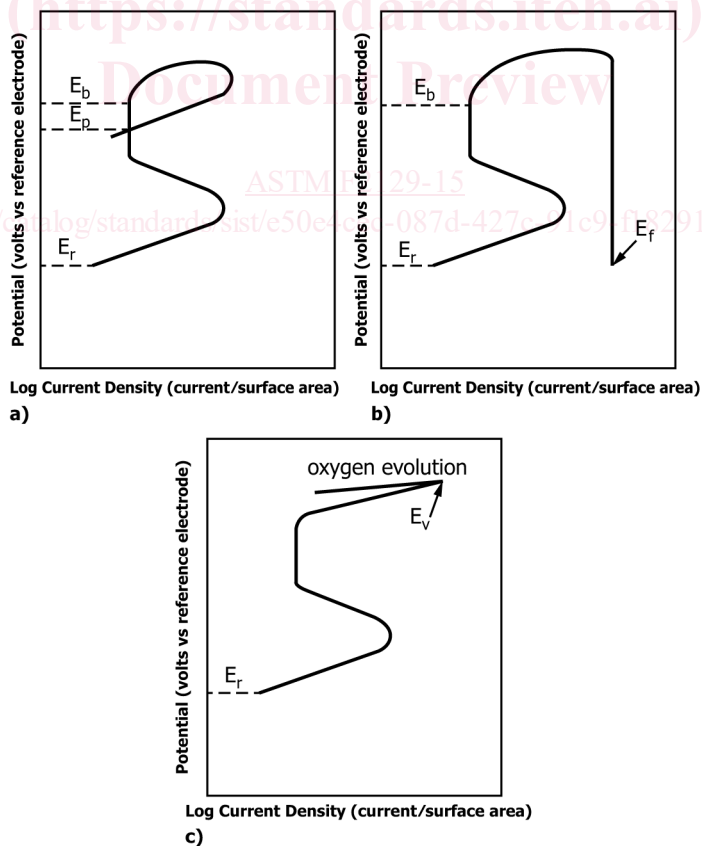 (https://standards.iteh.ai)
Document Preview
ASTM F2129-15
Potential (volts vs reference electrode)
E_b
E_p
E_r
Log Current Density (current/surface area)
a)
Potential (volts vs reference electrode)
E_b
E_r
E_f
Log Current Density (current/surface area)
b)
Potential (volts vs reference electrode)
oxygen evolution
E_v
E_r
Log Current Density (current/surface area)
c)